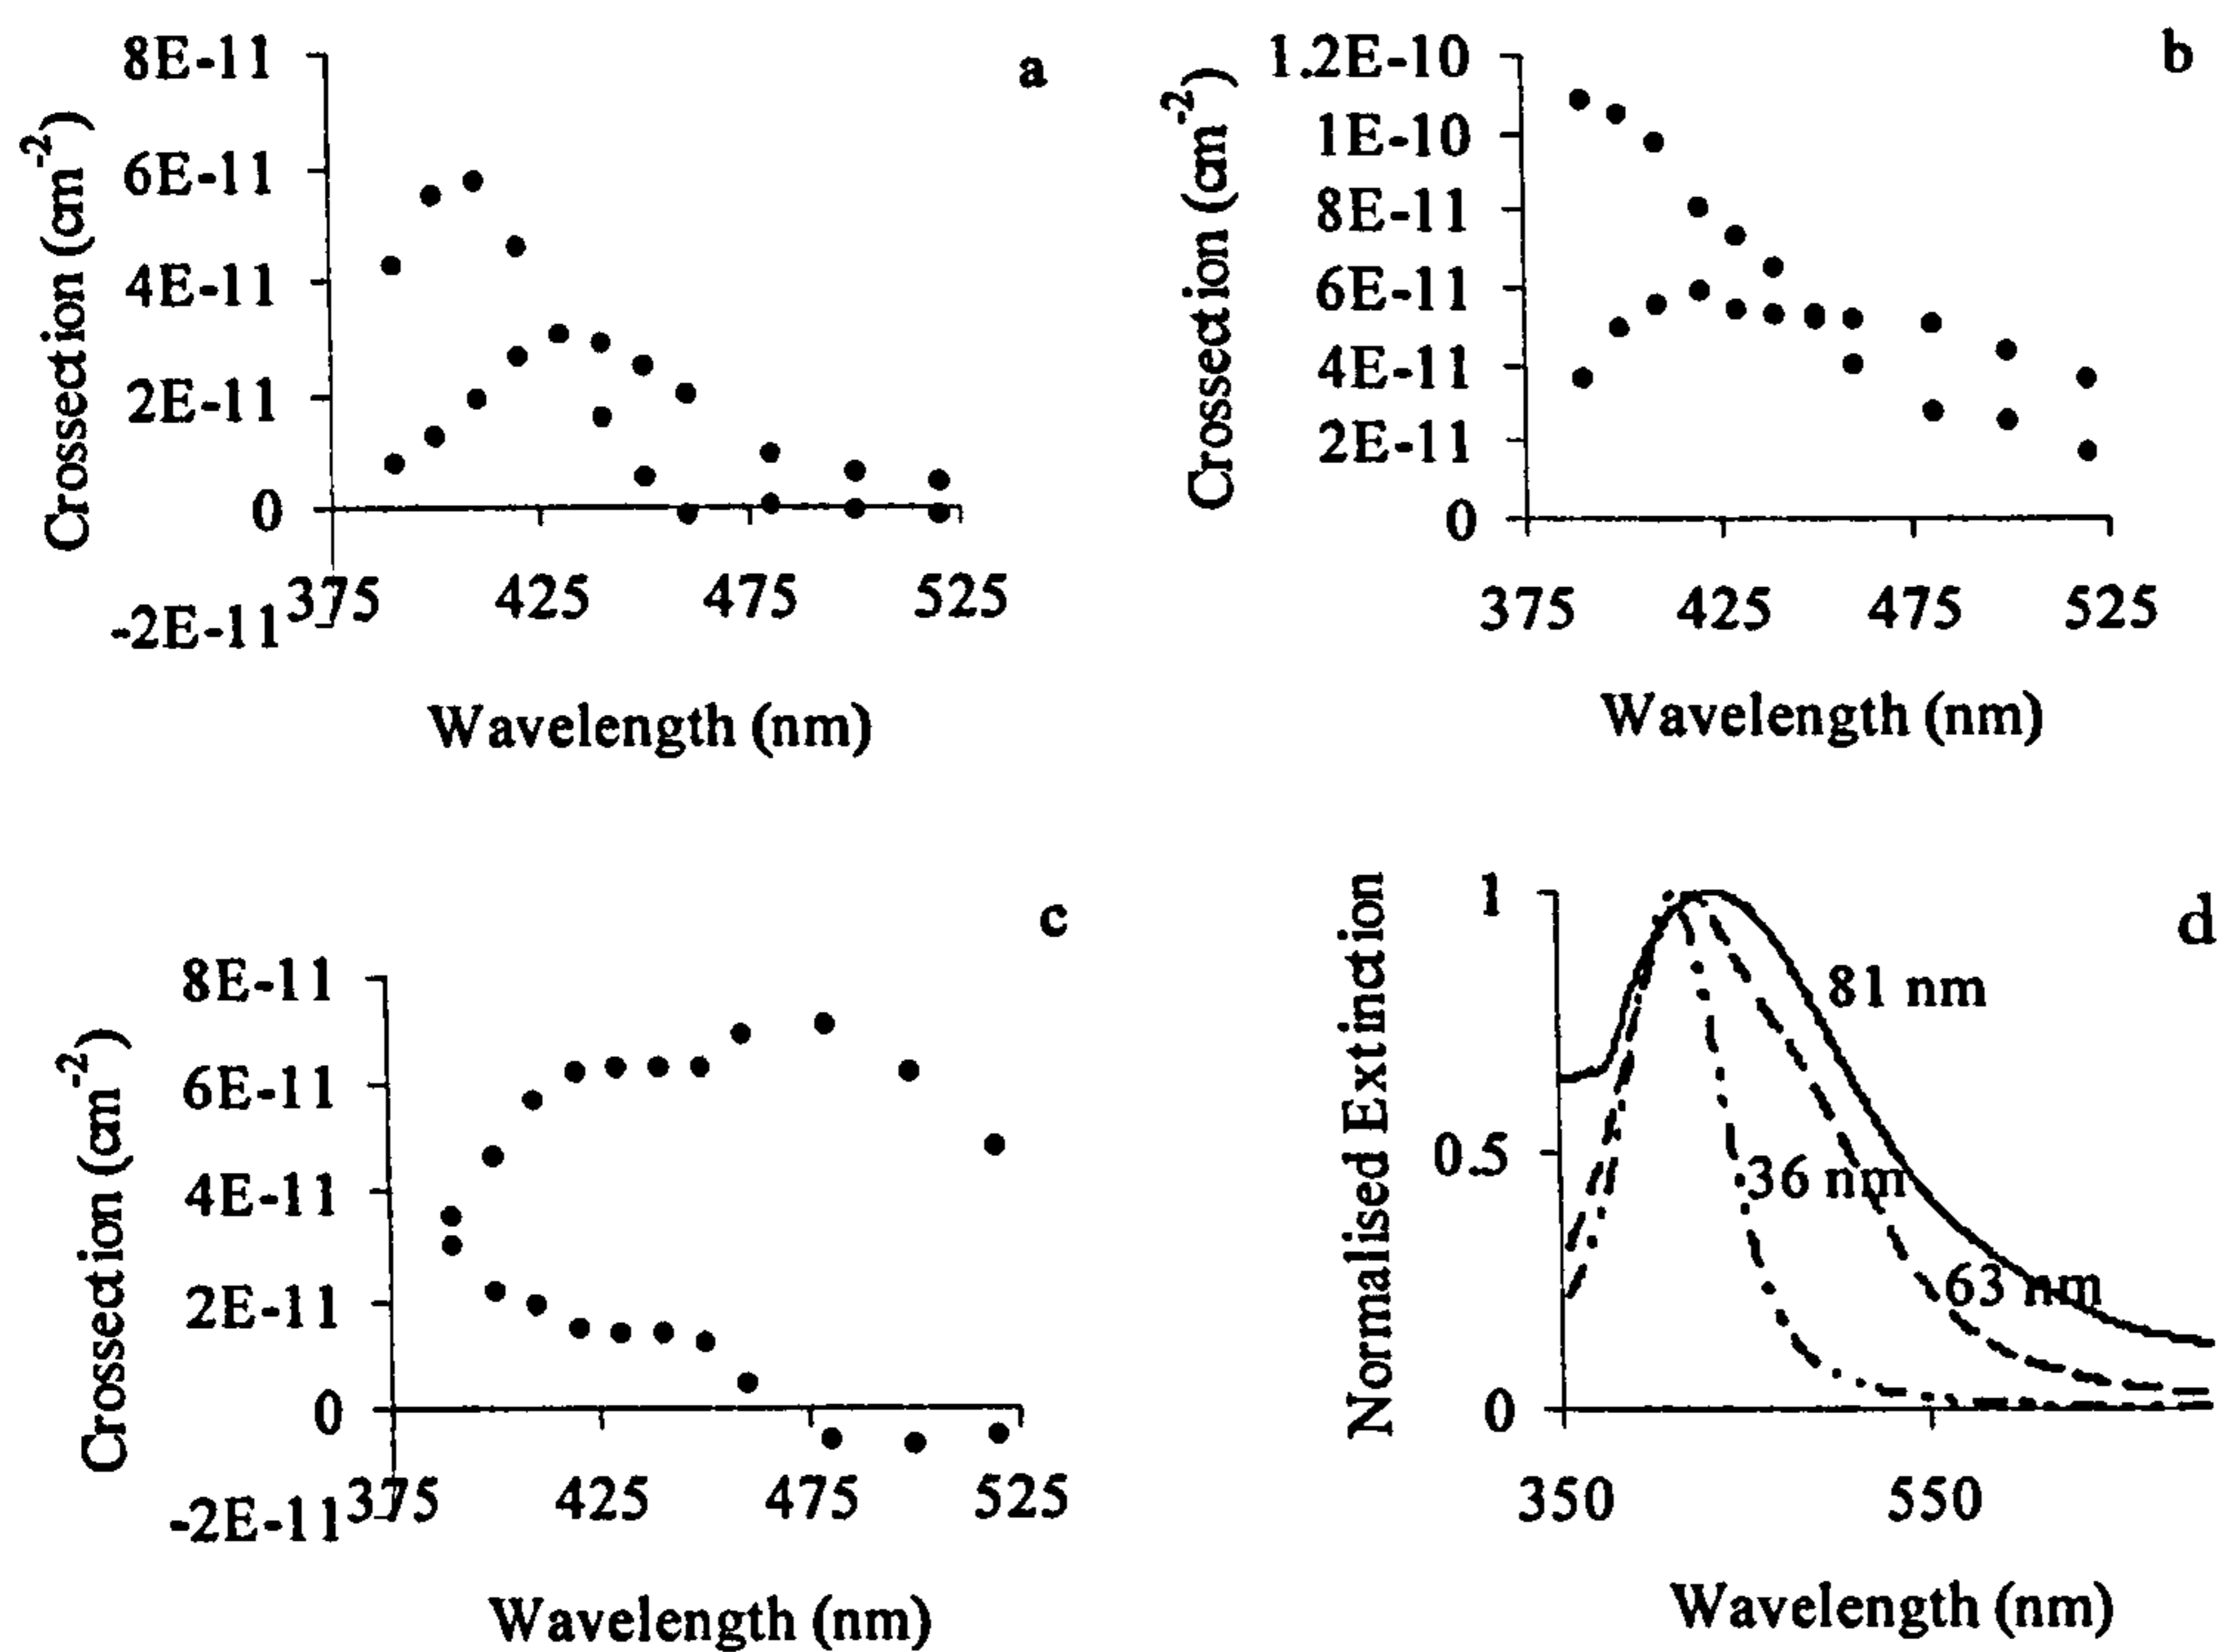 a
8E-11
6E-11
4E-11
2E-11
0
-2E-11
Crossection (cm-2)
375 425 475 525
Wavelength (nm)
b
1.2E-10
1E-10
8E-11
6E-11
4E-11
2E-11
0
Crossection (cm-2)
375 425 475 525
Wavelength (nm)
c
8E-11
6E-11
4E-11
2E-11
0
-2E-11
Crossection (cm-2)
375 425 475 525
Wavelength (nm)
d
1
0.5
0
Normalised Extinction
81 nm
36 nm
63 nm
350 550
Wavelength (nm)